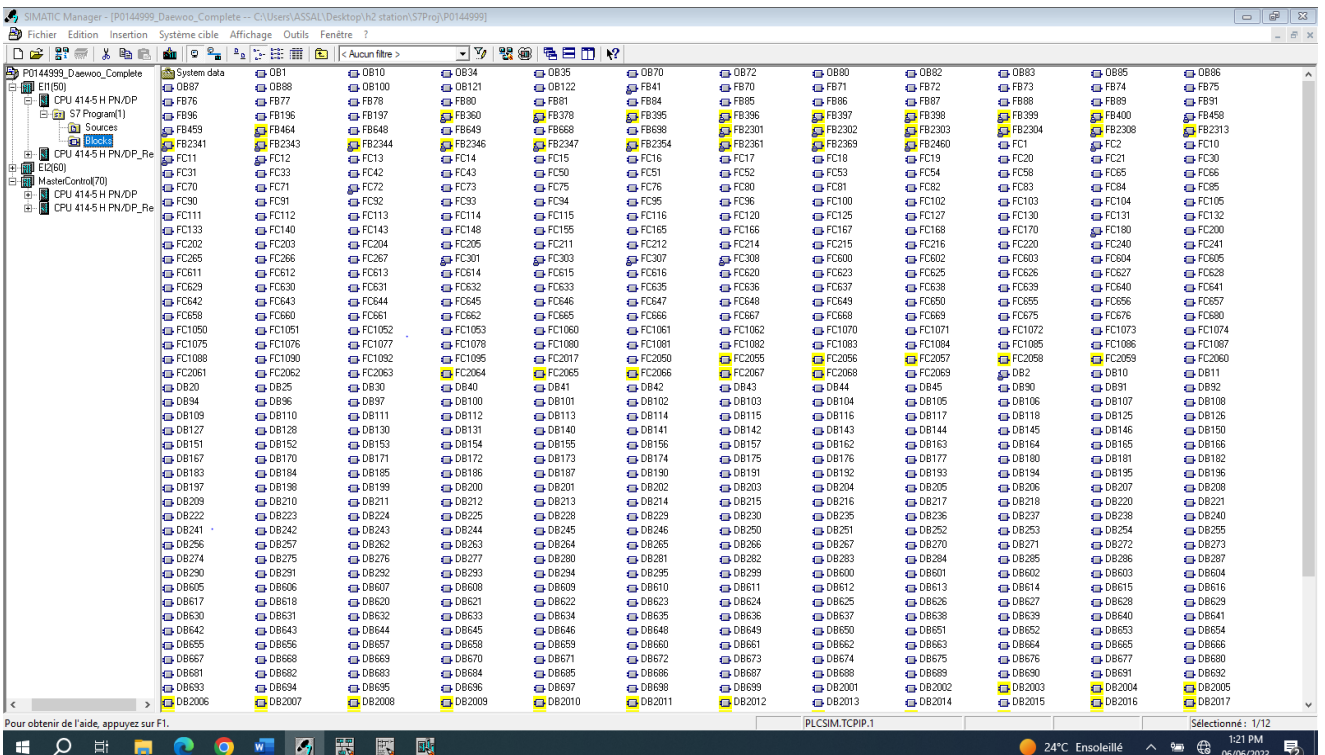 SIMATIC Manager - [P0144999_Daewoo_Complete -- C:\Users\ASSAL\Desktop\h2 station\S7Proj\P0144999]
Fichier Edition Insertion Système cible Affichage Outils Fenêtre ?
< Aucun filtre >
P0144999_Daewoo_Complete System data OB1 OB10 OB34 OB35 OB70 OB72 OB80 OB82 OB83 OB85 OB86
EI1(50) OB87 OB88 OB100 OB121 OB122 FB41 FB70 FB71 FB72 FB73 FB74 FB75
CPU 414-5 H PN/DP FB76 FB77 FB78 FB80 FB81 FB84 FB85 FB86 FB87 FB88 FB89 FB91
S7 Program(1) FB96 FB196 FB197 FB360 FB378 FB395 FB396 FB397 FB398 FB399 FB400 FB458
Sources FB459 FB464 FB648 FB649 FB668 FB698 FB2301 FB2302 FB2303 FB2304 FB2308 FB2313
Blocks FB2341 FB2343 FB2344 FB2346 FB2347 FB2354 FB2361 FB2369 FB2460 FC1 FC2 FC10
CPU 414-5 H PN/DP_Re FC11 FC12 FC13 FC14 FC15 FC16 FC17 FC18 FC19 FC20 FC21 FC30
EI2(60) FC31 FC33 FC42 FC43 FC50 FC51 FC52 FC53 FC54 FC58 FC65 FC66
MasterControl(70) FC70 FC71 FC72 FC73 FC75 FC76 FC80 FC81 FC82 FC83 FC84 FC85
CPU 414-5 H PN/DP FC90 FC91 FC92 FC93 FC94 FC95 FC96 FC100 FC102 FC103 FC104 FC105
CPU 414-5 H PN/DP_Re FC111 FC112 FC113 FC114 FC115 FC116 FC120 FC125 FC127 FC130 FC131 FC132
FC133 FC140 FC143 FC148 FC155 FC165 FC166 FC167 FC168 FC170 FC180 FC200
FC202 FC203 FC204 FC205 FC211 FC212 FC214 FC215 FC216 FC220 FC240 FC241
FC265 FC266 FC267 FC301 FC303 FC307 FC308 FC600 FC602 FC603 FC604 FC605
FC611 FC612 FC613 FC614 FC615 FC616 FC620 FC623 FC625 FC626 FC627 FC628
FC629 FC630 FC631 FC632 FC633 FC635 FC636 FC637 FC638 FC639 FC640 FC641
FC642 FC643 FC644 FC645 FC646 FC647 FC648 FC649 FC650 FC655 FC656 FC657
FC658 FC660 FC661 FC662 FC665 FC666 FC667 FC668 FC669 FC675 FC676 FC680
FC1050 FC1051 FC1052 FC1053 FC1060 FC1061 FC1062 FC1070 FC1071 FC1072 FC1073 FC1074
FC1075 FC1076 FC1077 FC1078 FC1080 FC1081 FC1082 FC1083 FC1084 FC1085 FC1086 FC1087
FC1088 FC1090 FC1092 FC1095 FC2017 FC2050 FC2055 FC2056 FC2057 FC2058 FC2059 FC2060
FC2061 FC2062 FC2063 FC2064 FC2065 FC2066 FC2067 FC2068 FC2069 DB2 DB10 DB11
DB20 DB25 DB30 DB40 DB41 DB42 DB43 DB44 DB45 DB90 DB91 DB92
DB94 DB96 DB97 DB100 DB101 DB102 DB103 DB104 DB105 DB106 DB107 DB108
DB109 DB110 DB111 DB112 DB113 DB114 DB115 DB116 DB117 DB118 DB125 DB126
DB127 DB128 DB130 DB131 DB140 DB141 DB142 DB143 DB144 DB145 DB146 DB150
DB151 DB152 DB153 DB154 DB155 DB156 DB157 DB162 DB163 DB164 DB165 DB166
DB167 DB170 DB171 DB172 DB173 DB174 DB175 DB176 DB177 DB180 DB181 DB182
DB183 DB184 DB185 DB186 DB187 DB190 DB191 DB192 DB193 DB194 DB195 DB196
DB197 DB198 DB199 DB200 DB201 DB202 DB203 DB204 DB205 DB206 DB207 DB208
DB209 DB210 DB211 DB212 DB213 DB214 DB215 DB216 DB217 DB218 DB220 DB221
DB222 DB223 DB224 DB225 DB228 DB229 DB230 DB235 DB236 DB237 DB238 DB240
DB241 DB242 DB243 DB244 DB245 DB246 DB250 DB251 DB252 DB253 DB254 DB255
DB256 DB257 DB262 DB263 DB264 DB265 DB266 DB267 DB270 DB271 DB272 DB273
DB274 DB275 DB276 DB277 DB280 DB281 DB282 DB283 DB284 DB285 DB286 DB287
DB290 DB291 DB292 DB293 DB294 DB295 DB299 DB600 DB601 DB602 DB603 DB604
DB605 DB606 DB607 DB608 DB609 DB610 DB611 DB612 DB613 DB614 DB615 DB616
DB617 DB618 DB620 DB621 DB622 DB623 DB624 DB625 DB626 DB627 DB628 DB629
DB630 DB631 DB632 DB633 DB634 DB635 DB636 DB637 DB638 DB639 DB640 DB641
DB642 DB643 DB644 DB645 DB646 DB648 DB649 DB650 DB651 DB652 DB653 DB654
DB655 DB656 DB657 DB658 DB659 DB660 DB661 DB662 DB663 DB664 DB665 DB666
DB667 DB668 DB669 DB670 DB671 DB672 DB673 DB674 DB675 DB676 DB677 DB680
DB681 DB682 DB683 DB684 DB685 DB686 DB687 DB688 DB689 DB690 DB691 DB692
DB693 DB694 DB695 DB696 DB697 DB698 DB699 DB2001 DB2002 DB2003 DB2004 DB2005
DB2006 DB2007 DB2008 DB2009 DB2010 DB2011 DB2012 DB2013 DB2014 DB2015 DB2016 DB2017
Pour obtenir de l'aide, appuyez sur F1. PLCSIM.TCPIP.1 Sélectionné : 1/12
24°C Ensoleillé 1:21 PM
06/06/2022